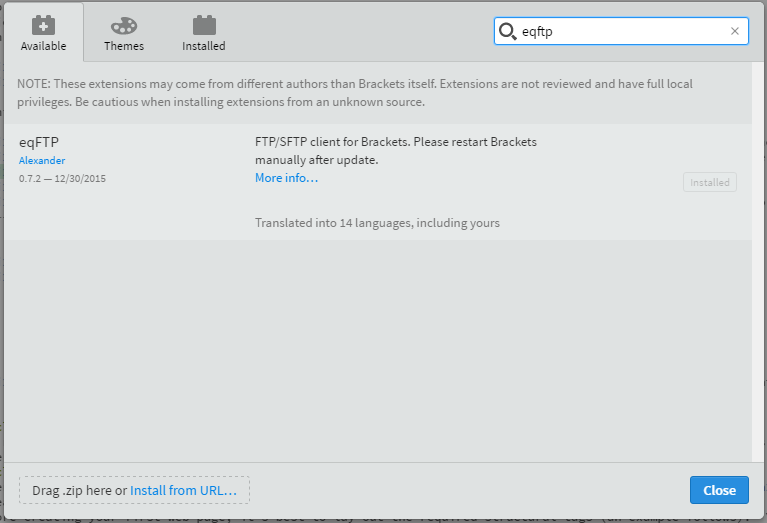 Available
Themes
Installed
eqftp
NOTE: These extensions may come from different authors than Brackets itself. Extensions are not reviewed and have full local
privileges. Be cautious when installing extensions from an unknown source.
eqFTP
Alexander
0.7.2 — 12/30/2015
FTP/SFTP client for Brackets. Please restart Brackets
manually after update.
More info…
Installed
Translated into 14 languages, including yours
Drag .zip here or Install from URL…
Close